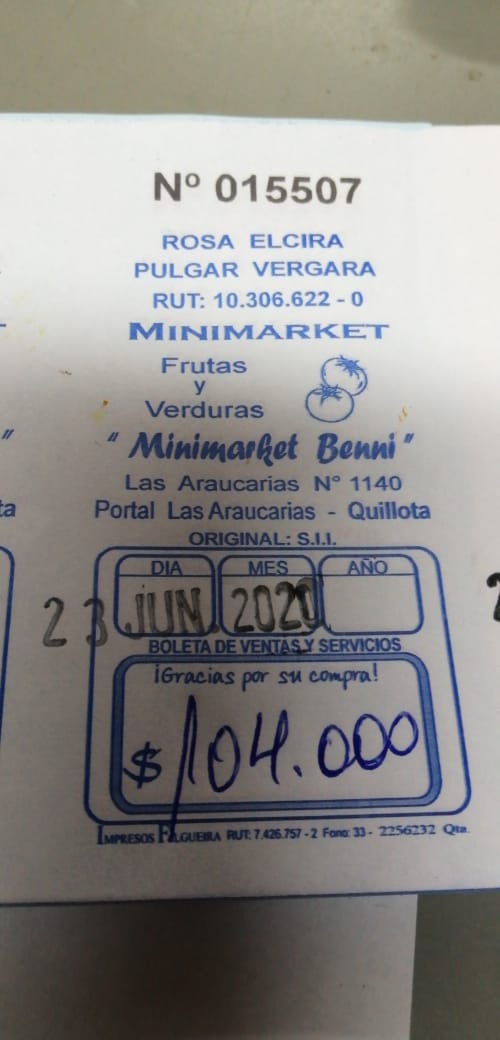 Nº 015507
ROSA ELCIRA
PULGAR VERGARA
RUT: 10.306.622 - 0
MINIMARKET
Frutas
y
Verduras
" Minimarket Benni "
Las Araucarias Nº 1140
Portal Las Araucarias - Quillota
ORIGINAL: S.I.I.
DIA MES AÑO
23 JUN. 2020
BOLETA DE VENTAS Y SERVICIOS
¡Gracias por su compra!
$ 104.000
IMPRESOS FILGUEIRA RUT: 7.426.757 - 2 Fono: 33 - 2256232 Qta.